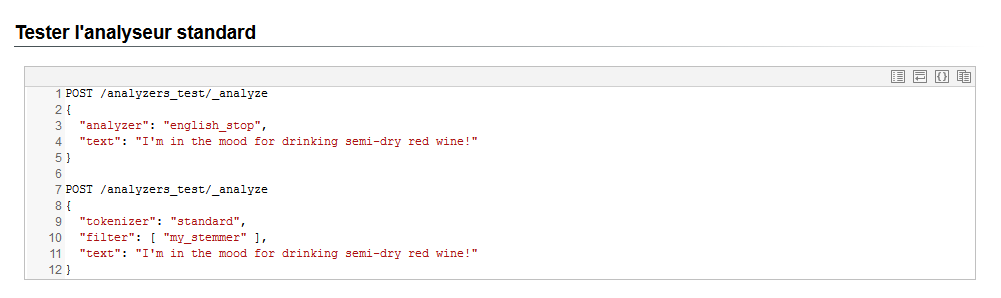 Tester l'analyseur standard
1 POST /analyzers_test/_analyze
2 {
3   "analyzer": "english_stop",
4   "text": "I'm in the mood for drinking semi-dry red wine!"
5 }
6
7 POST /analyzers_test/_analyze
8 {
9   "tokenizer": "standard",
10   "filter": [ "my_stemmer" ],
11   "text": "I'm in the mood for drinking semi-dry red wine!"
12 }